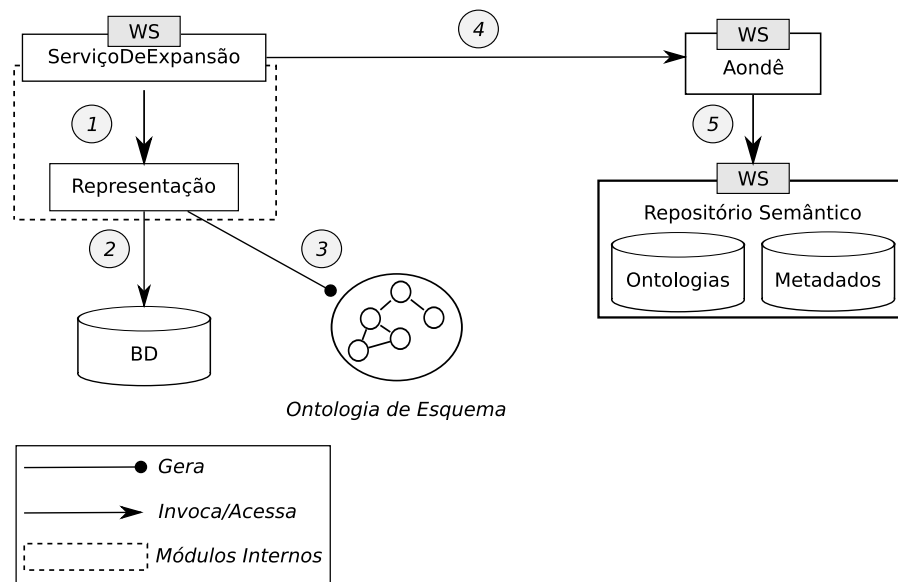 WS
ServiçoDeExpansão
4
WS
Aondê
1
5
Representação
WS
Repositório Semântico
2
3
Ontologias
Metadados
BD
Ontologia de Esquema
Gera
Invoca/Acessa
Módulos Internos